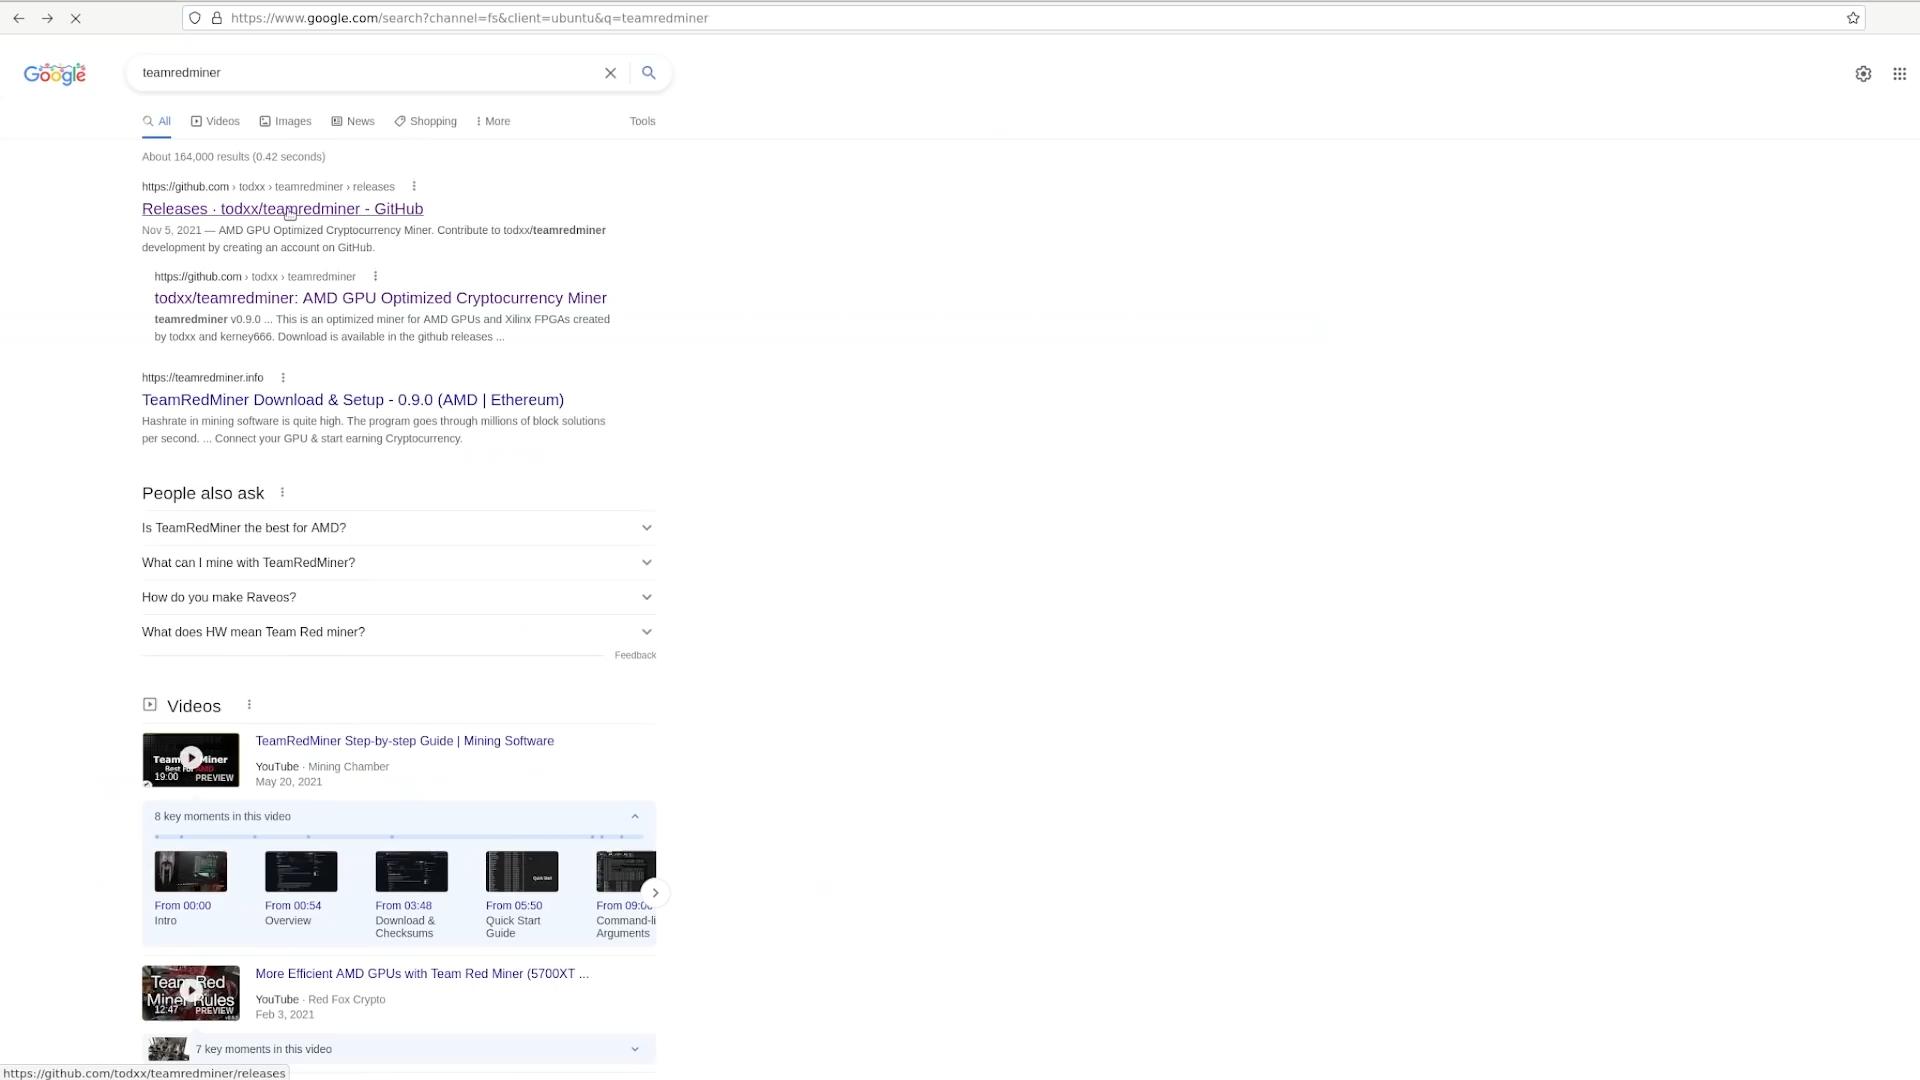 https://www.google.com/search?channel=fs&client=ubuntu&q=teamredminer
Google
teamredminer
All
Videos
Images
News
Shopping
More
Tools
About 164,000 results (0.42 seconds)
https://github.com › todxx › teamredminer › releases
Releases · todxx/teamredminer - GitHub
Nov 5, 2021 — AMD GPU Optimized Cryptocurrency Miner. Contribute to todxx/teamredminer
development by creating an account on GitHub.
https://github.com › todxx › teamredminer
todxx/teamredminer: AMD GPU Optimized Cryptocurrency Miner
teamredminer v0.9.0 ... This is an optimized miner for AMD GPUs and Xilinx FPGAs created
by todxx and kerney666. Download is available in the github releases ...
https://teamredminer.info
TeamRedMiner Download & Setup - 0.9.0 (AMD | Ethereum)
Hashrate in mining software is quite high. The program goes through millions of block solutions
per second. ... Connect your GPU & start earning Cryptocurrency.
People also ask
Is TeamRedMiner the best for AMD?
What can I mine with TeamRedMiner?
How do you make Raveos?
What does HW mean Team Red miner?
Feedback
Videos
TeamRedMiner Step-by-step Guide | Mining Software
19:00
PREVIEW
YouTube · Mining Chamber
May 20, 2021
8 key moments in this video
From 00:00
Intro
From 00:54
Overview
From 03:48
Download &
Checksums
From 05:50
Quick Start
Guide
From 09:0
Command-li
Arguments
More Efficient AMD GPUs with Team Red Miner (5700XT ...
Team Red
Miner Rules
12:47
PREVIEW
YouTube · Red Fox Crypto
Feb 3, 2021
7 key moments in this video
https://github.com/todxx/teamredminer/releases